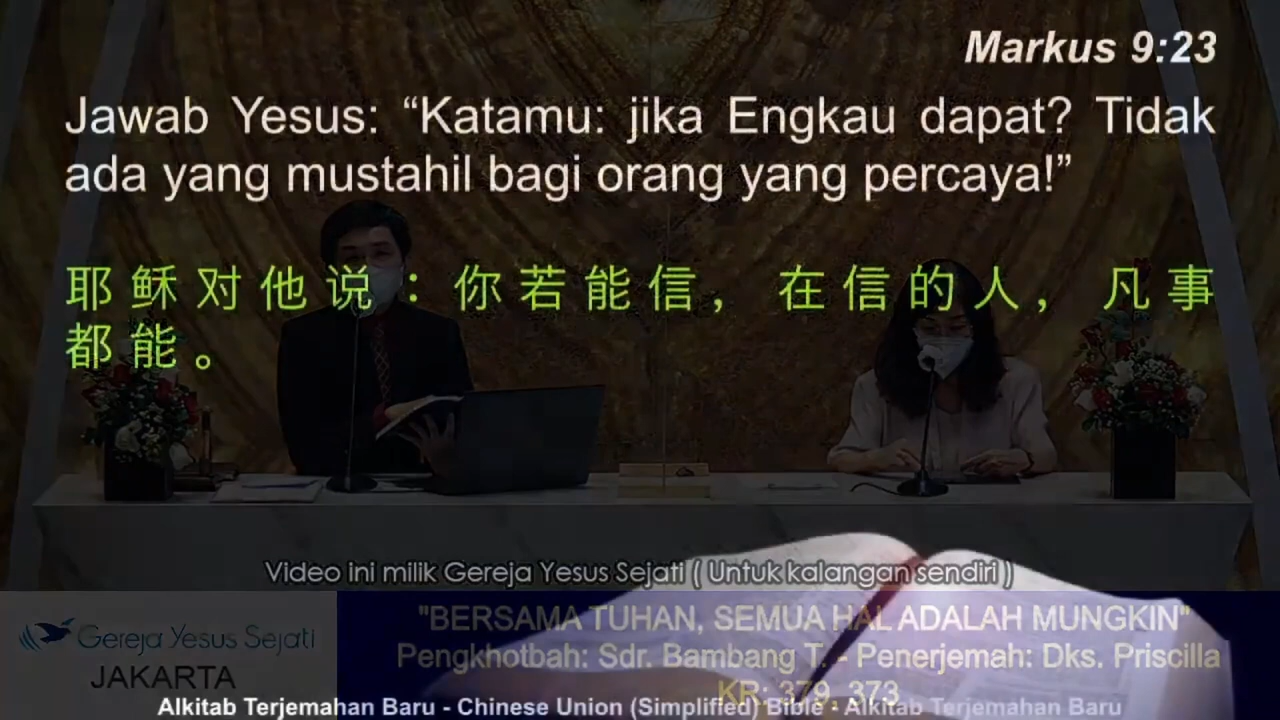 Markus 9:23
Jawab Yesus: “Katamu: jika Engkau dapat? Tidak
ada yang mustahil bagi orang yang percaya!”
耶稣对他说：你若能信，在信的人，凡事
都能。
Video ini milik Gereja Yesus Sejati ( Untuk kalangan sendiri )
Gereja Yesus Sejati
JAKARTA
"BERSAMA TUHAN, SEMUA HAL ADALAH MUNGKIN"
Pengkhotbah: Sdr. Bambang T. - Penerjemah: Dks. Priscilla
KR: 379, 373
Alkitab Terjemahan Baru - Chinese Union (Simplified) Bible - Alkitab Terjemahan Baru